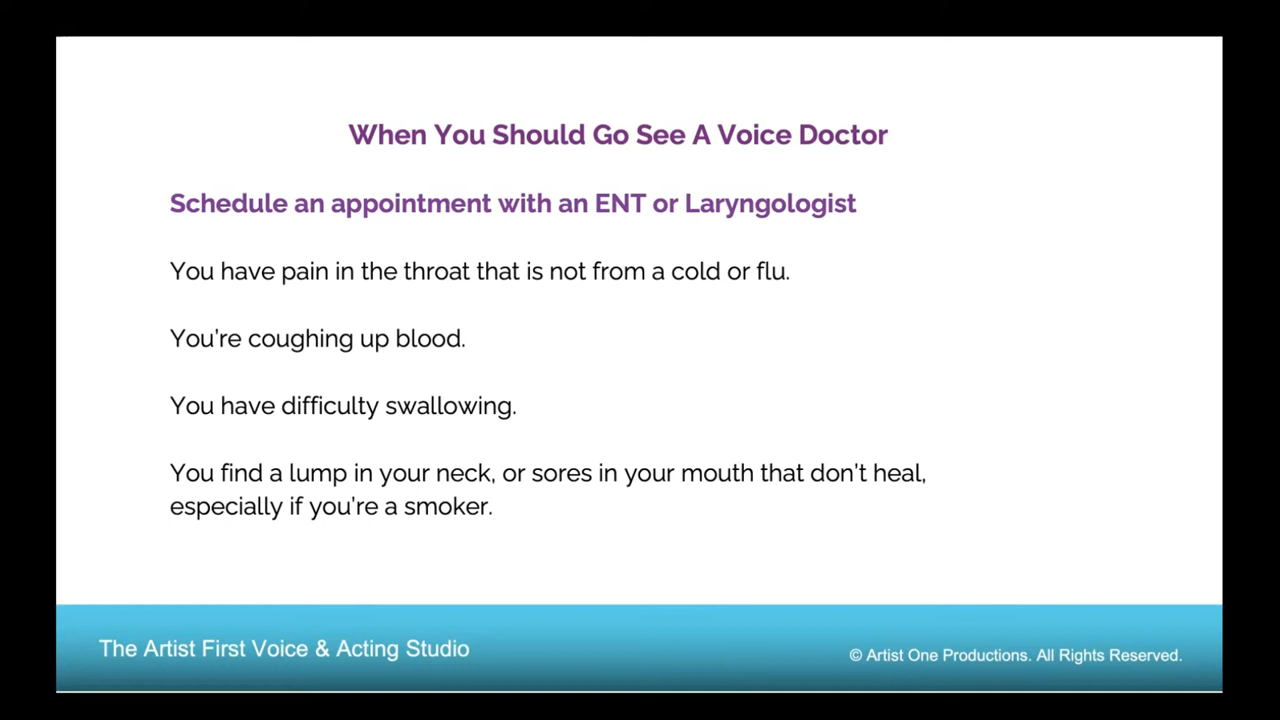 When You Should Go See A Voice Doctor
Schedule an appointment with an ENT or Laryngologist
You have pain in the throat that is not from a cold or flu.
You’re coughing up blood.
You have difficulty swallowing.
You find a lump in your neck, or sores in your mouth that don’t heal,
especially if you’re a smoker.
The Artist First Voice & Acting Studio
© Artist One Productions. All Rights Reserved.